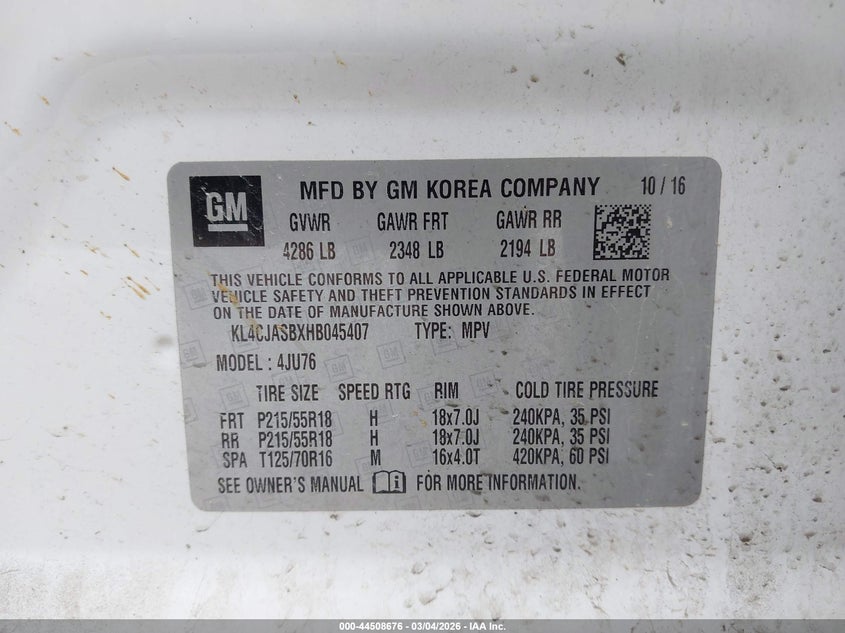 GM MFD BY GM KOREA COMPANY 10 / 16
GVWR GAWR FRT GAWR RR
4286 LB 2348 LB 2194 LB
THIS VEHICLE CONFORMS TO ALL APPLICABLE U.S. FEDERAL MOTOR
VEHICLE SAFETY AND THEFT PREVENTION STANDARDS IN EFFECT
ON THE DATE OF MANUFACTURE SHOWN ABOVE.
KL4CJASBXHB045407 TYPE: MPV
MODEL : 4JU76
TIRE SIZE SPEED RTG RIM COLD TIRE PRESSURE
FRT P215/55R18 H 18x7.0J 240KPA, 35 PSI
RR P215/55R18 H 18x7.0J 240KPA, 35 PSI
SPA T125/70R16 M 16x4.0T 420KPA, 60 PSI
SEE OWNER'S MANUAL i FOR MORE INFORMATION.
000-44508676 - 03/04/2026 - IAA Inc.